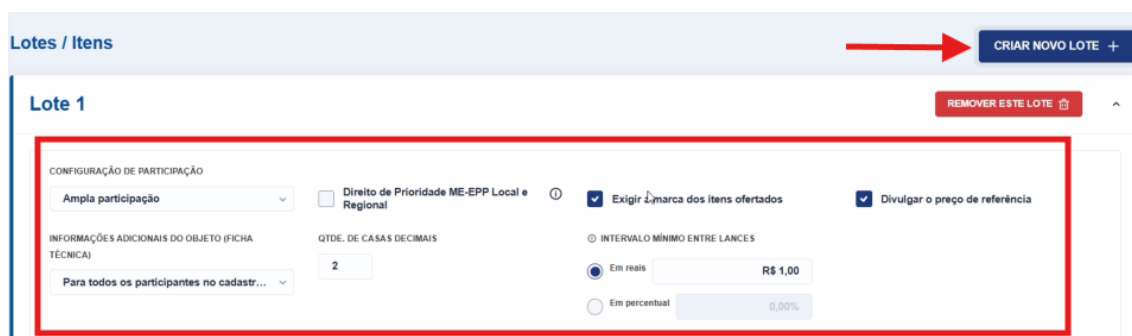 Lotes / Itens
CRIAR NOVO LOTE +
Lote 1
REMOVER ESTE LOTE
CONFIGURAÇÃO DE PARTICIPAÇÃO
Ampla participação
Direito de Prioridade ME-EPP Local e
Regional
Exigir a marca dos itens ofertados
Divulgar o preço de referência
INFORMAÇÕES ADICIONAIS DO OBJETO (FICHA
TÉCNICA)
Para todos os participantes no cadastr...
QTDE. DE CASAS DECIMAIS
2
INTERVALO MÍNIMO ENTRE LANCES
Em reais
R$ 1,00
Em percentual
0,00%